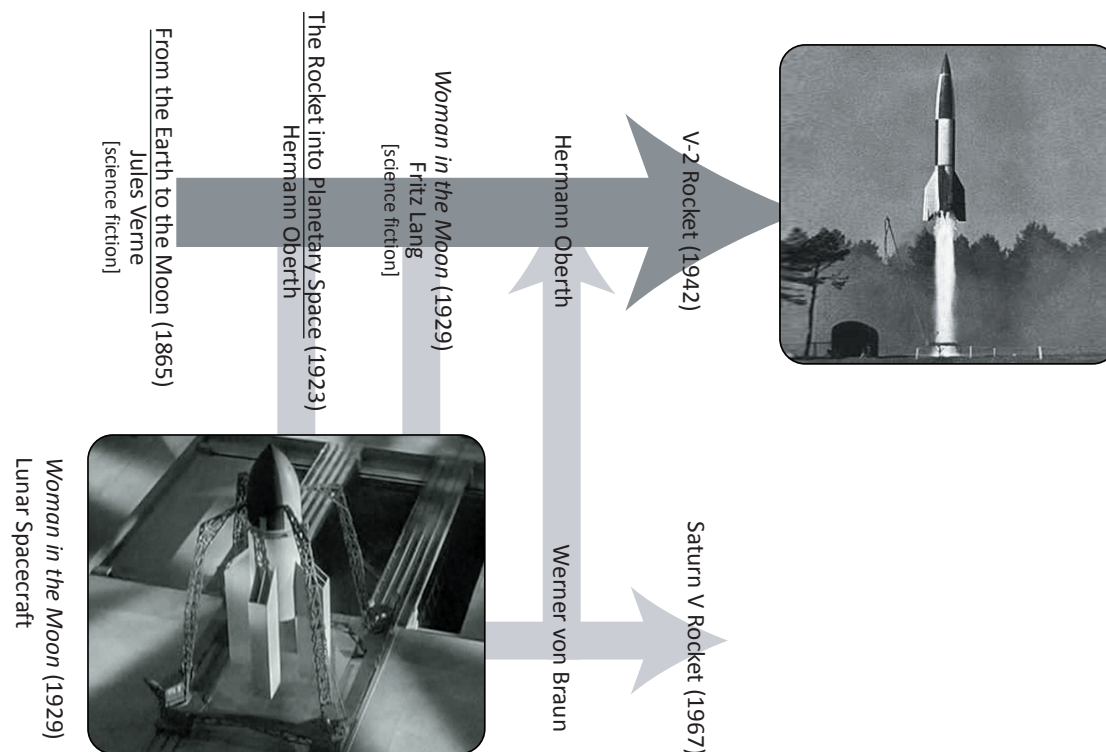 From the Earth to the Moon (1865)
Jules Verne
[science fiction]
The Rocket into Planetary Space (1923)
Hermann Oberth
Woman in the Moon (1929)
Fritz Lang
[science fiction]
Hermann Oberth
V-2 Rocket (1942)
Woman in the Moon (1929)
Lunar Spacecraft
Werner von Braun
Saturn V Rocket (1967)